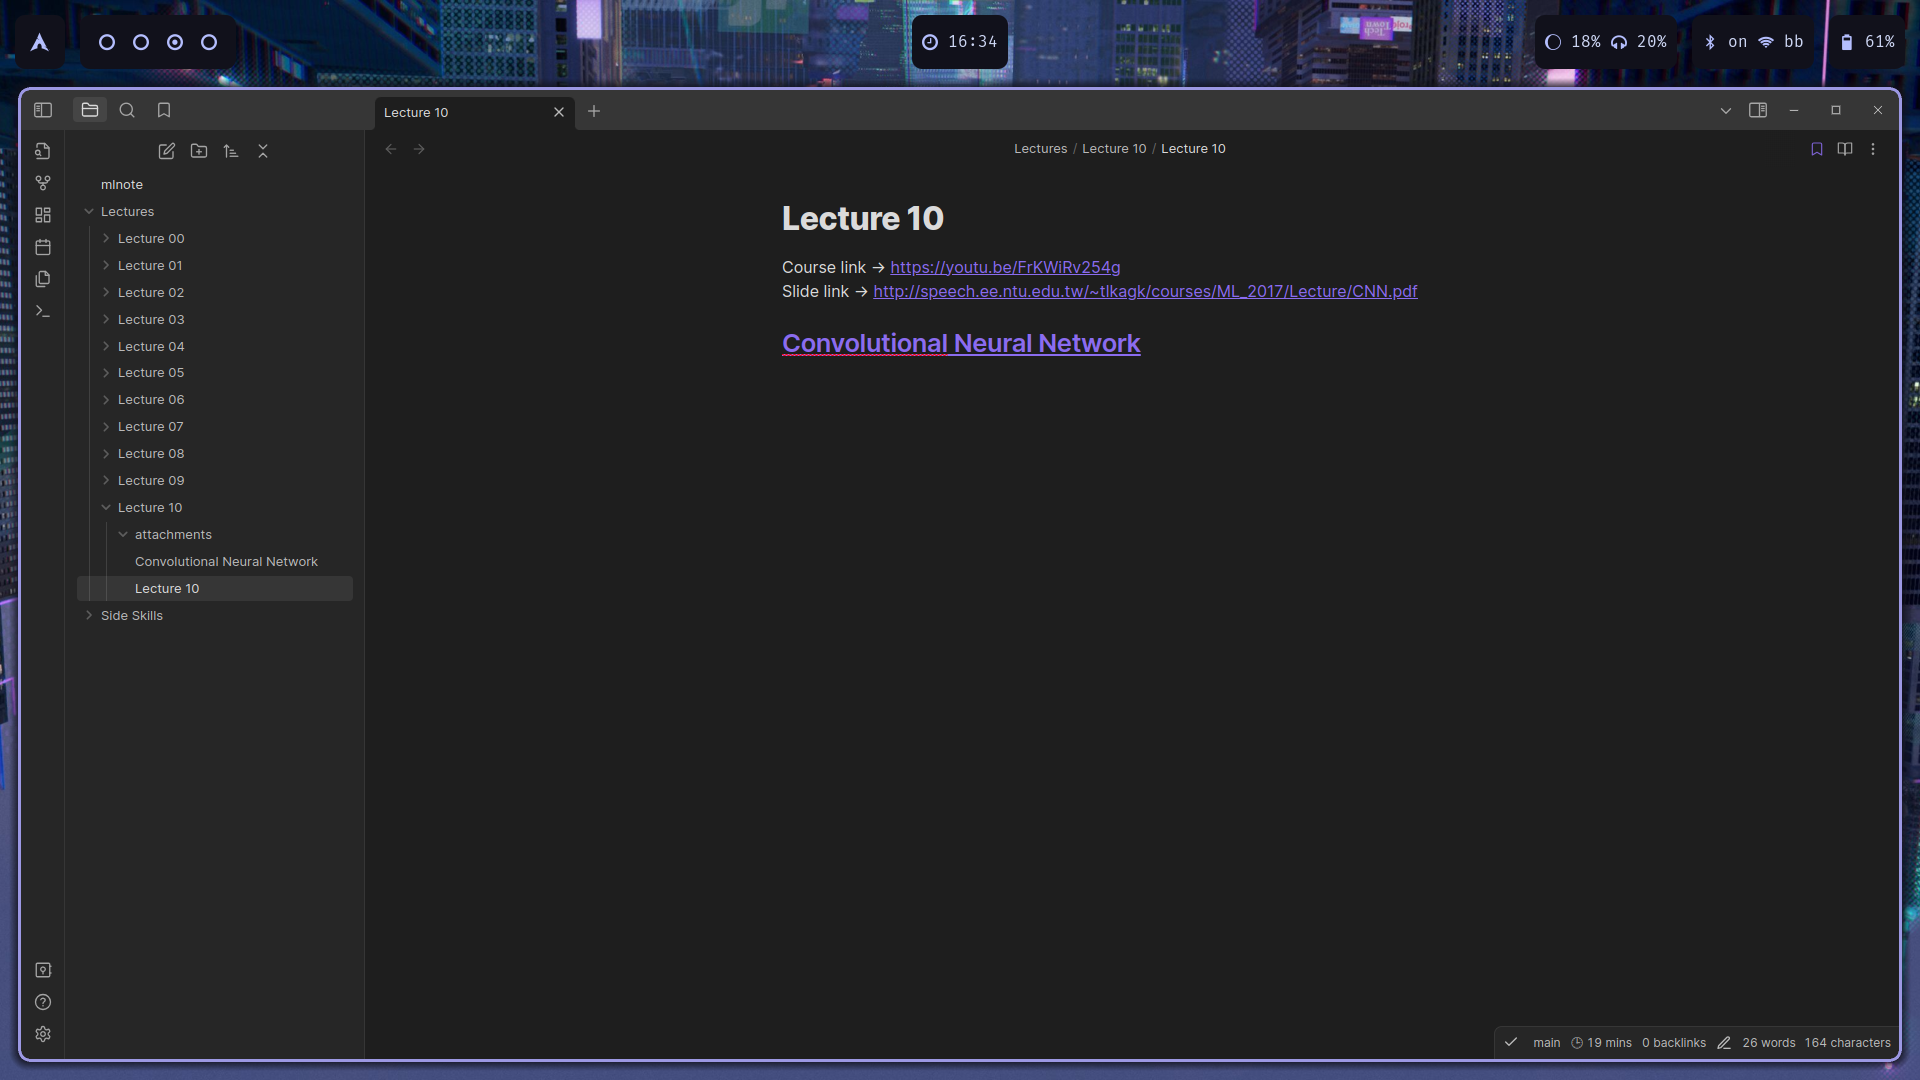 16:34
18% 20%
on bb
61%
Lecture 10
Lectures / Lecture 10 / Lecture 10
mlnote
Lectures
Lecture 00
Lecture 01
Lecture 02
Lecture 03
Lecture 04
Lecture 05
Lecture 06
Lecture 07
Lecture 08
Lecture 09
Lecture 10
attachments
Convolutional Neural Network
Lecture 10
Side Skills
Lecture 10
Course link → https://youtu.be/FrKWiRv254g
Slide link → http://speech.ee.ntu.edu.tw/~tlkagk/courses/ML_2017/Lecture/CNN.pdf
Convolutional Neural Network
main 19 mins 0 backlinks 26 words 164 characters